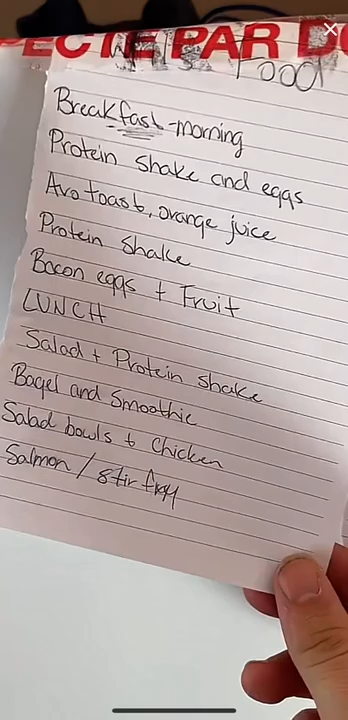 PECTE PAR D
Food
Breakfast-morning
Protein shake and eggs
Avo toast, orange juice
Protein Shake
Bacon eggs + Fruit
LUNCH
Salad + Protein shake
Bagel and Smoothie
Salad bowls + Chicken
Salmon / stir fry